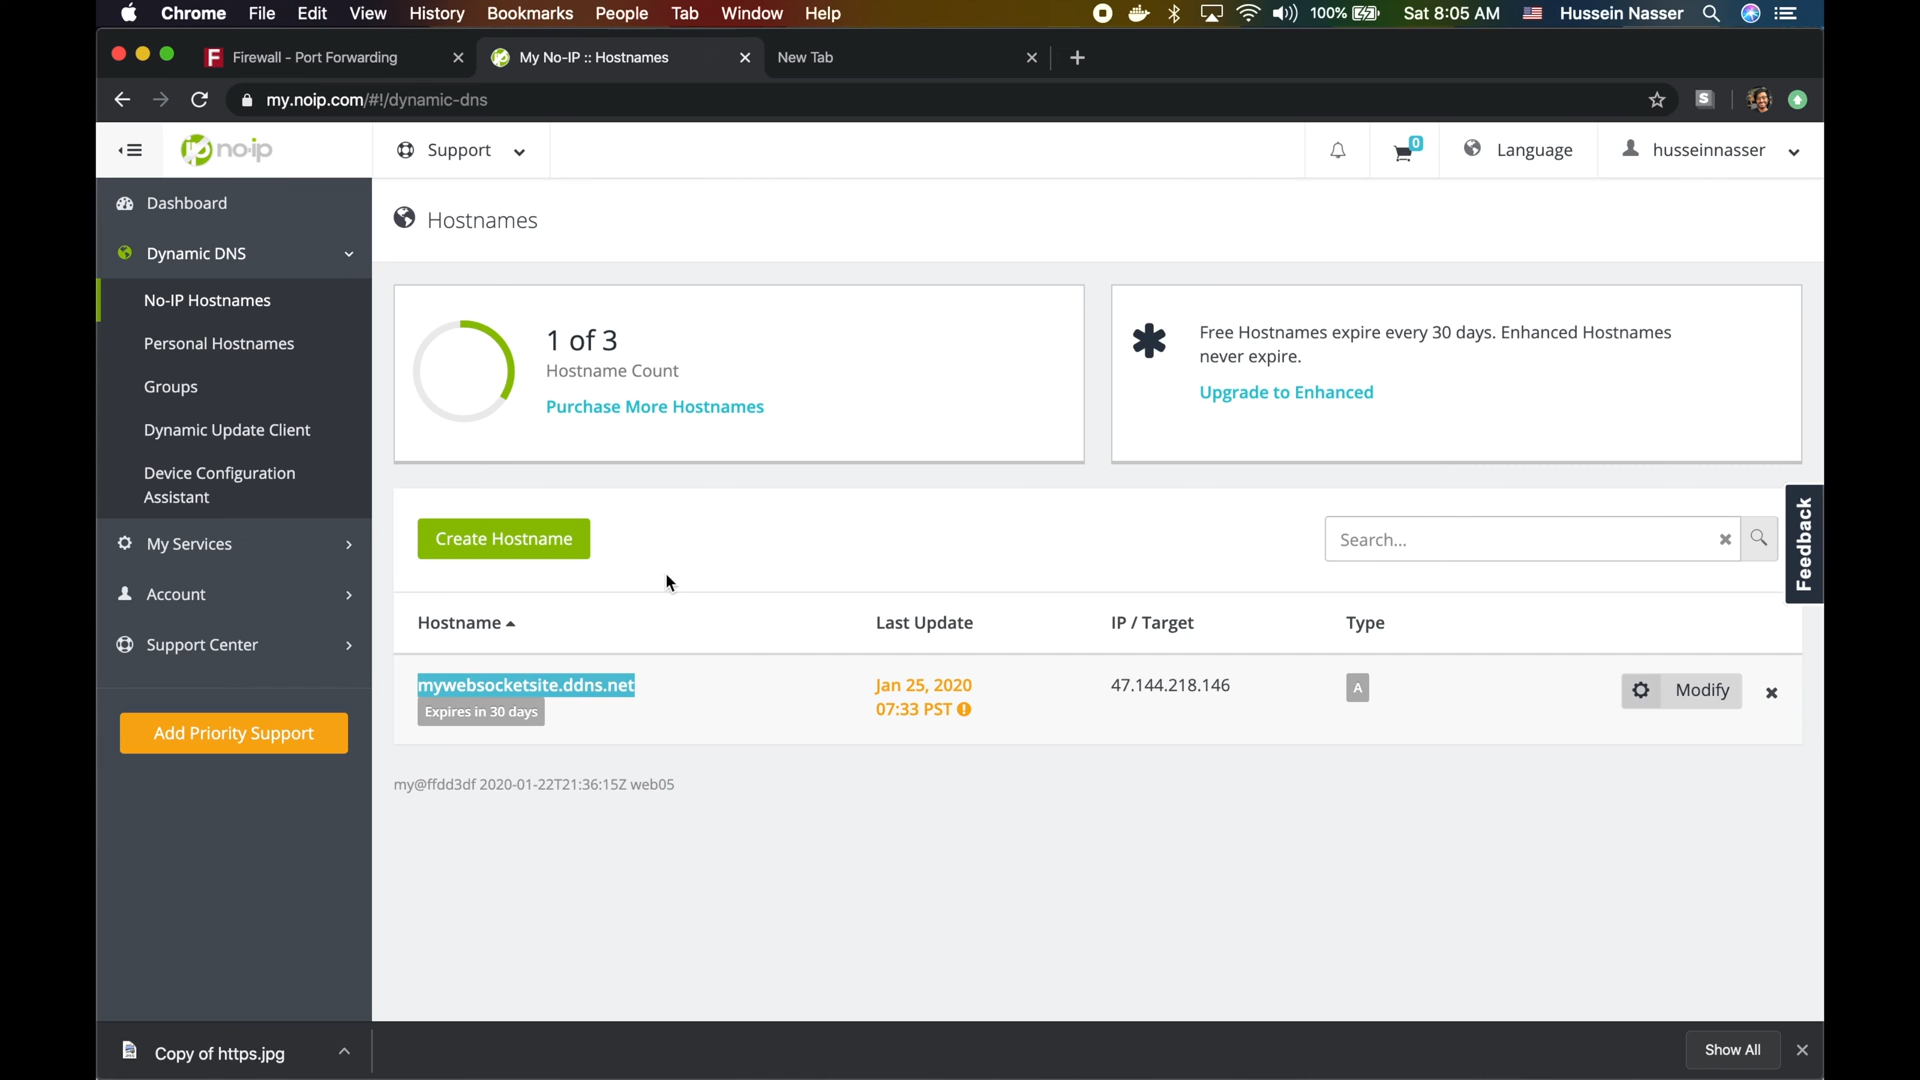 Chrome File Edit View History Bookmarks People Tab Window Help 100% Sat 8:05 AM Hussein Nasser
Firewall - Port Forwarding My No-IP :: Hostnames New Tab
my.noip.com/#!/dynamic-dns S
no-ip Support 0 Language husseinnasser
Dashboard
Hostnames
Dynamic DNS
No-IP Hostnames
Personal Hostnames
Groups
Dynamic Update Client
Device Configuration
Assistant
My Services
Account
Support Center
Add Priority Support
1 of 3
Hostname Count
Purchase More Hostnames
Free Hostnames expire every 30 days. Enhanced Hostnames
never expire.
Upgrade to Enhanced
Create Hostname
Search...
Feedback
Hostname Last Update IP / Target Type
mywebsocketsite.ddns.net Jan 25, 2020 47.144.218.146 A Modify
Expires in 30 days 07:33 PST
my@ffdd3df 2020-01-22T21:36:15Z web05
Copy of https.jpg Show All